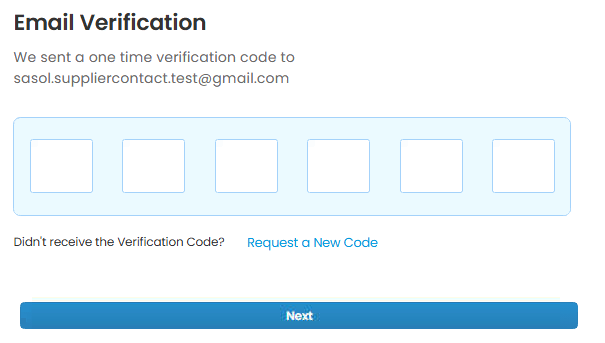 Email Verification
We sent a one time verification code to
sasol.suppliercontact.test@gmail.com
Didn't receive the Verification Code? Request a New Code
Next